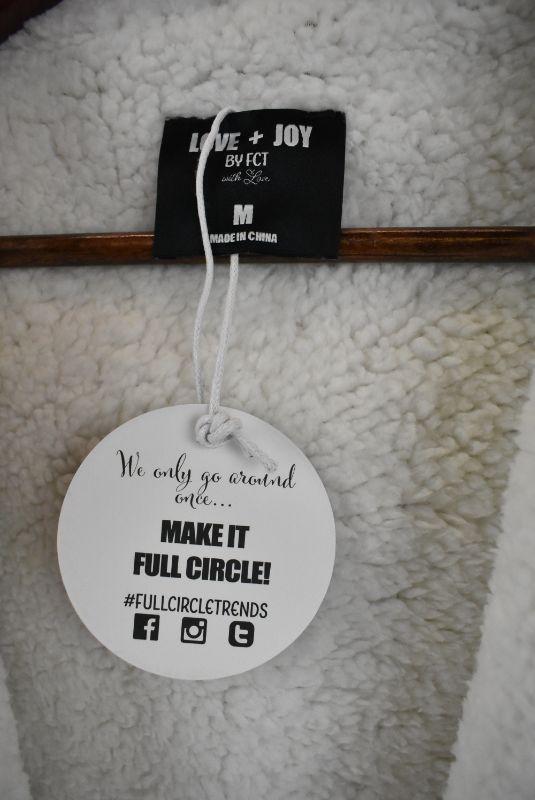 LOVE + JOY
BY FCT
with Love
M
MADE IN CHINA
We only go around
once...
MAKE IT
FULL CIRCLE!
#FULLCIRCLETRENDS